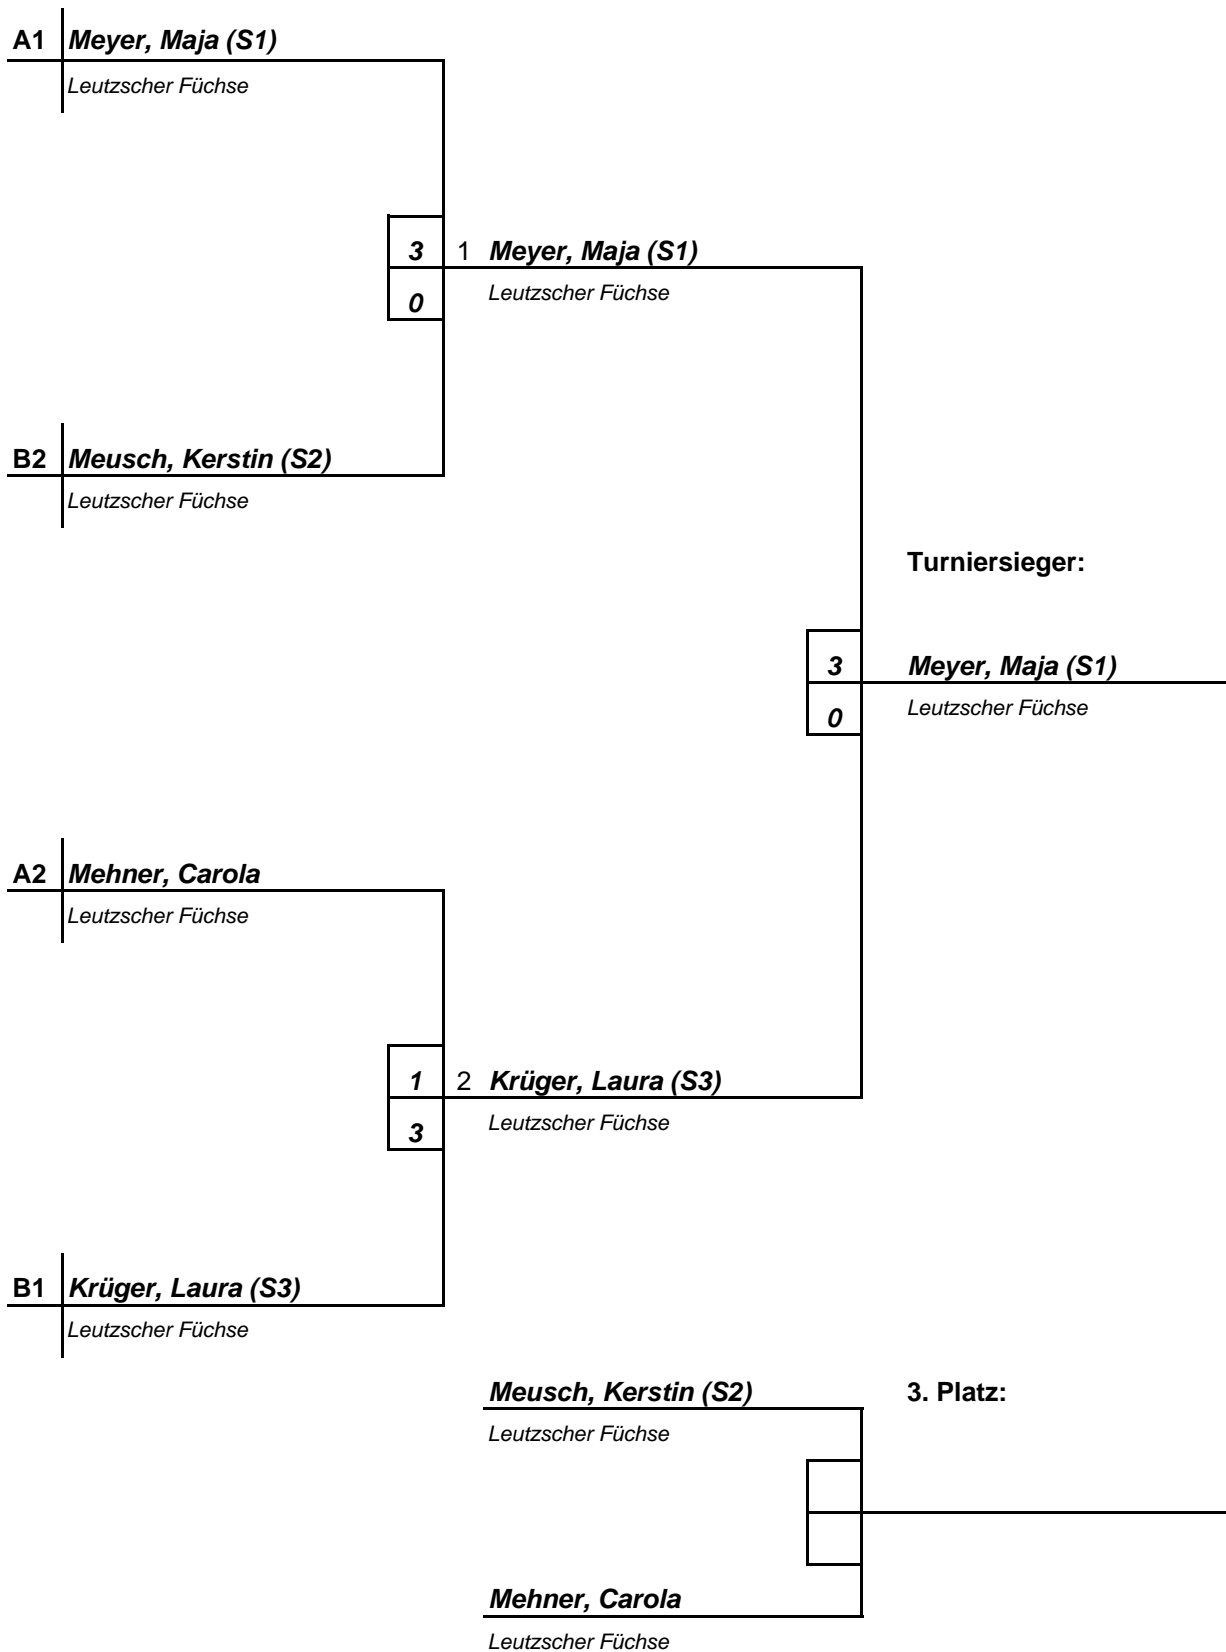 A1 Meyer, Maja (S1)
Leutzscher Füchse
3 1 Meyer, Maja (S1)
0 Leutzscher Füchse
B2 Meusch, Kerstin (S2)
Leutzscher Füchse
Turniersieger:
3 Meyer, Maja (S1)
0 Leutzscher Füchse
A2 Mehner, Carola
Leutzscher Füchse
1 2 Krüger, Laura (S3)
3 Leutzscher Füchse
B1 Krüger, Laura (S3)
Leutzscher Füchse
Meusch, Kerstin (S2) 3. Platz:
Leutzscher Füchse
Mehner, Carola
Leutzscher Füchse